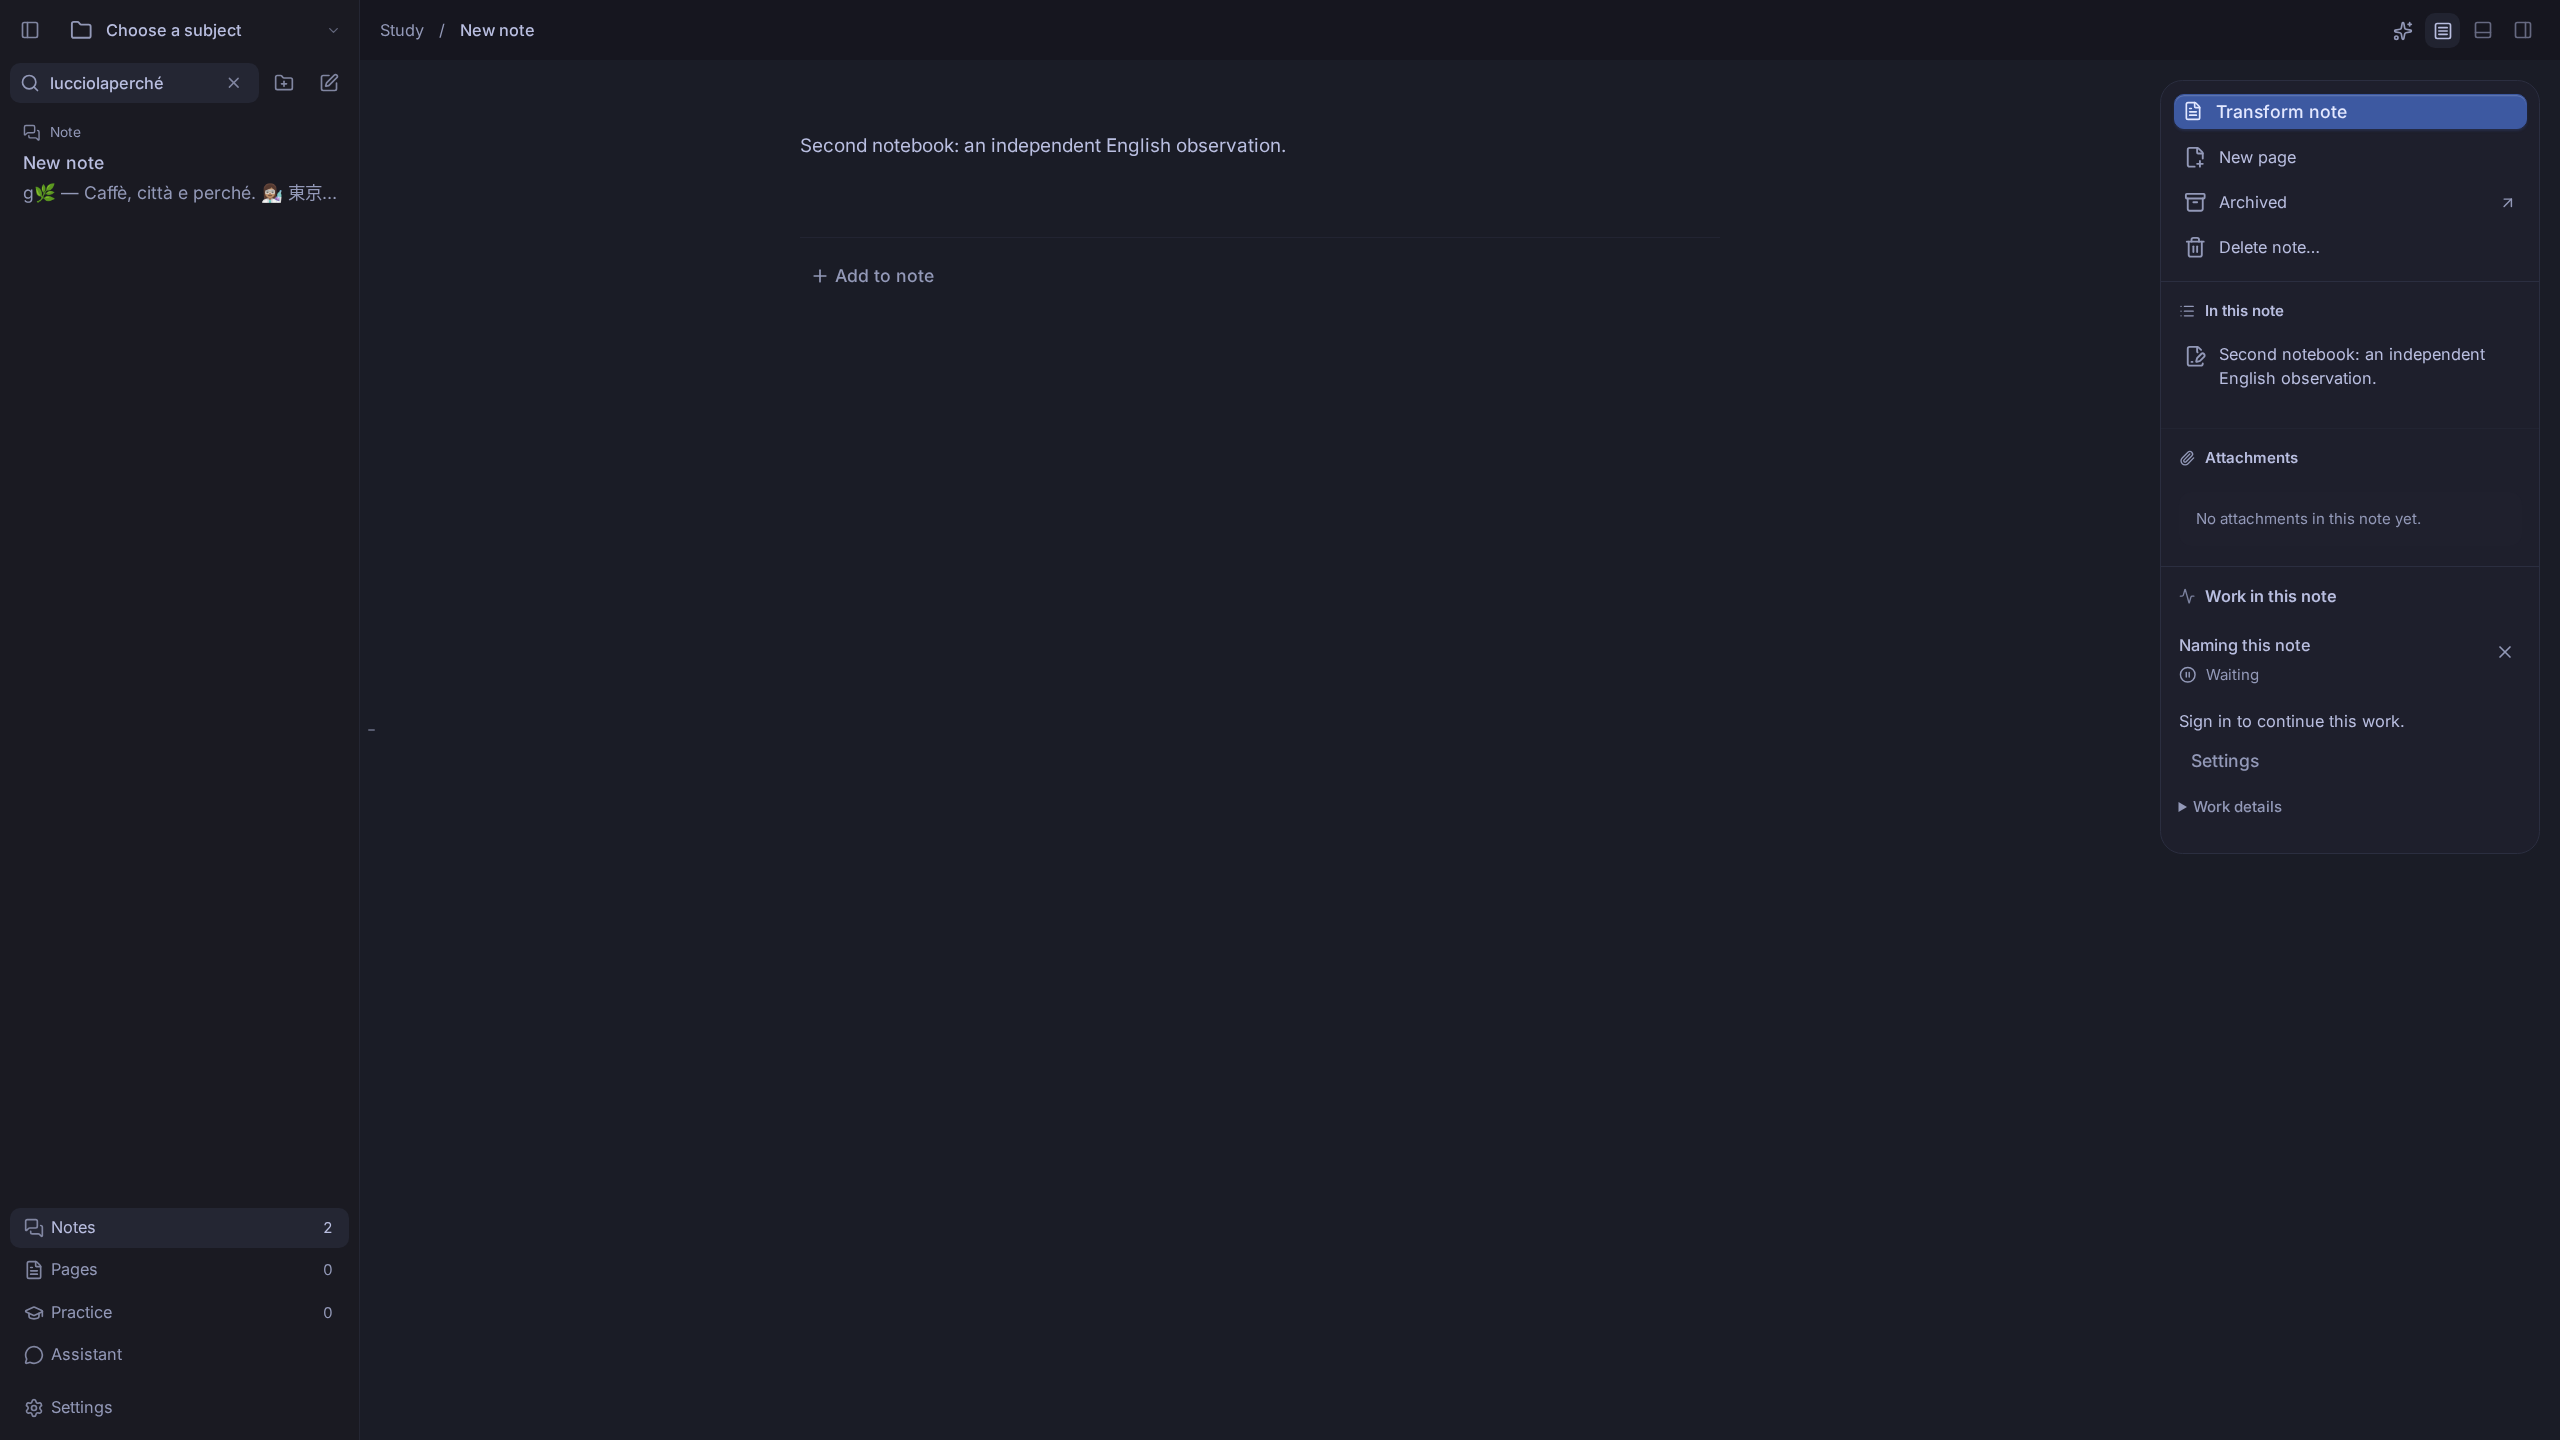 Choose a subject
lucciolaperché
Note
New note
g🌿 — Caffè, città e perché. 👩🏽‍🔬 東京...
Notes 2
Pages 0
Practice 0
Assistant
Settings
Study / New note
Second notebook: an independent English observation.
Add to note
Transform note
New page
Archived
Delete note...
In this note
Second notebook: an independent
English observation.
Attachments
No attachments in this note yet.
Work in this note
Naming this note
Waiting
Sign in to continue this work.
Settings
Work details